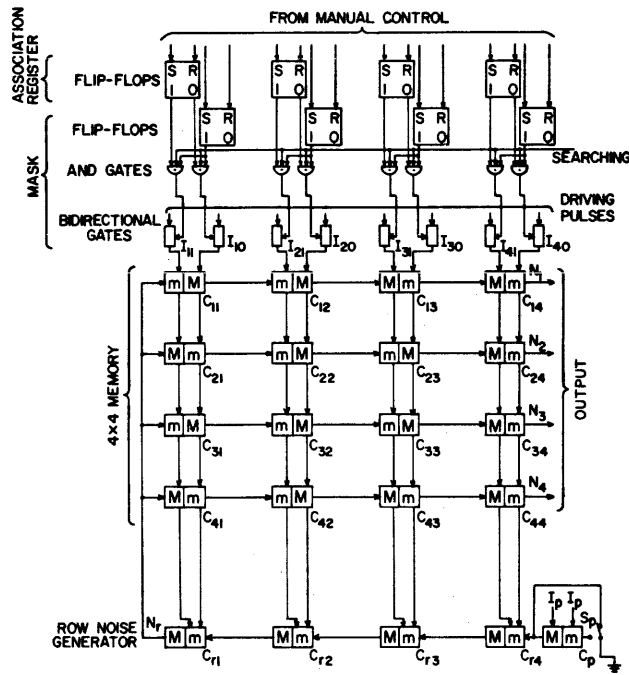 FROM MANUAL CONTROL
ASSOCIATION
REGISTER
FLIP-FLOPS
S R S R S R S R
I O I O I O I O
FLIP-FLOPS
S R S R S R S R
I O I O I O I O
MASK
AND GATES
SEARCHING
DRIVING
PULSES
BIDIRECTIONAL
GATES
I11 I10 I21 I20 I31 I30 I41 I40
4×4 MEMORY
m M m M m M m M N1
C11 C12 C13 C14
M m m M M m M m N2
C21 C22 C23 C24
m M M m m M M m N3
C31 C32 C33 C34
M m m M M m M m N4
C41 C42 C43 C44
OUTPUT
ROW NOISE
GENERATOR
Nr
M m M m M m M m M m
Ip Ip Sp
Cr1 Cr2 Cr3 Cr4 Cp